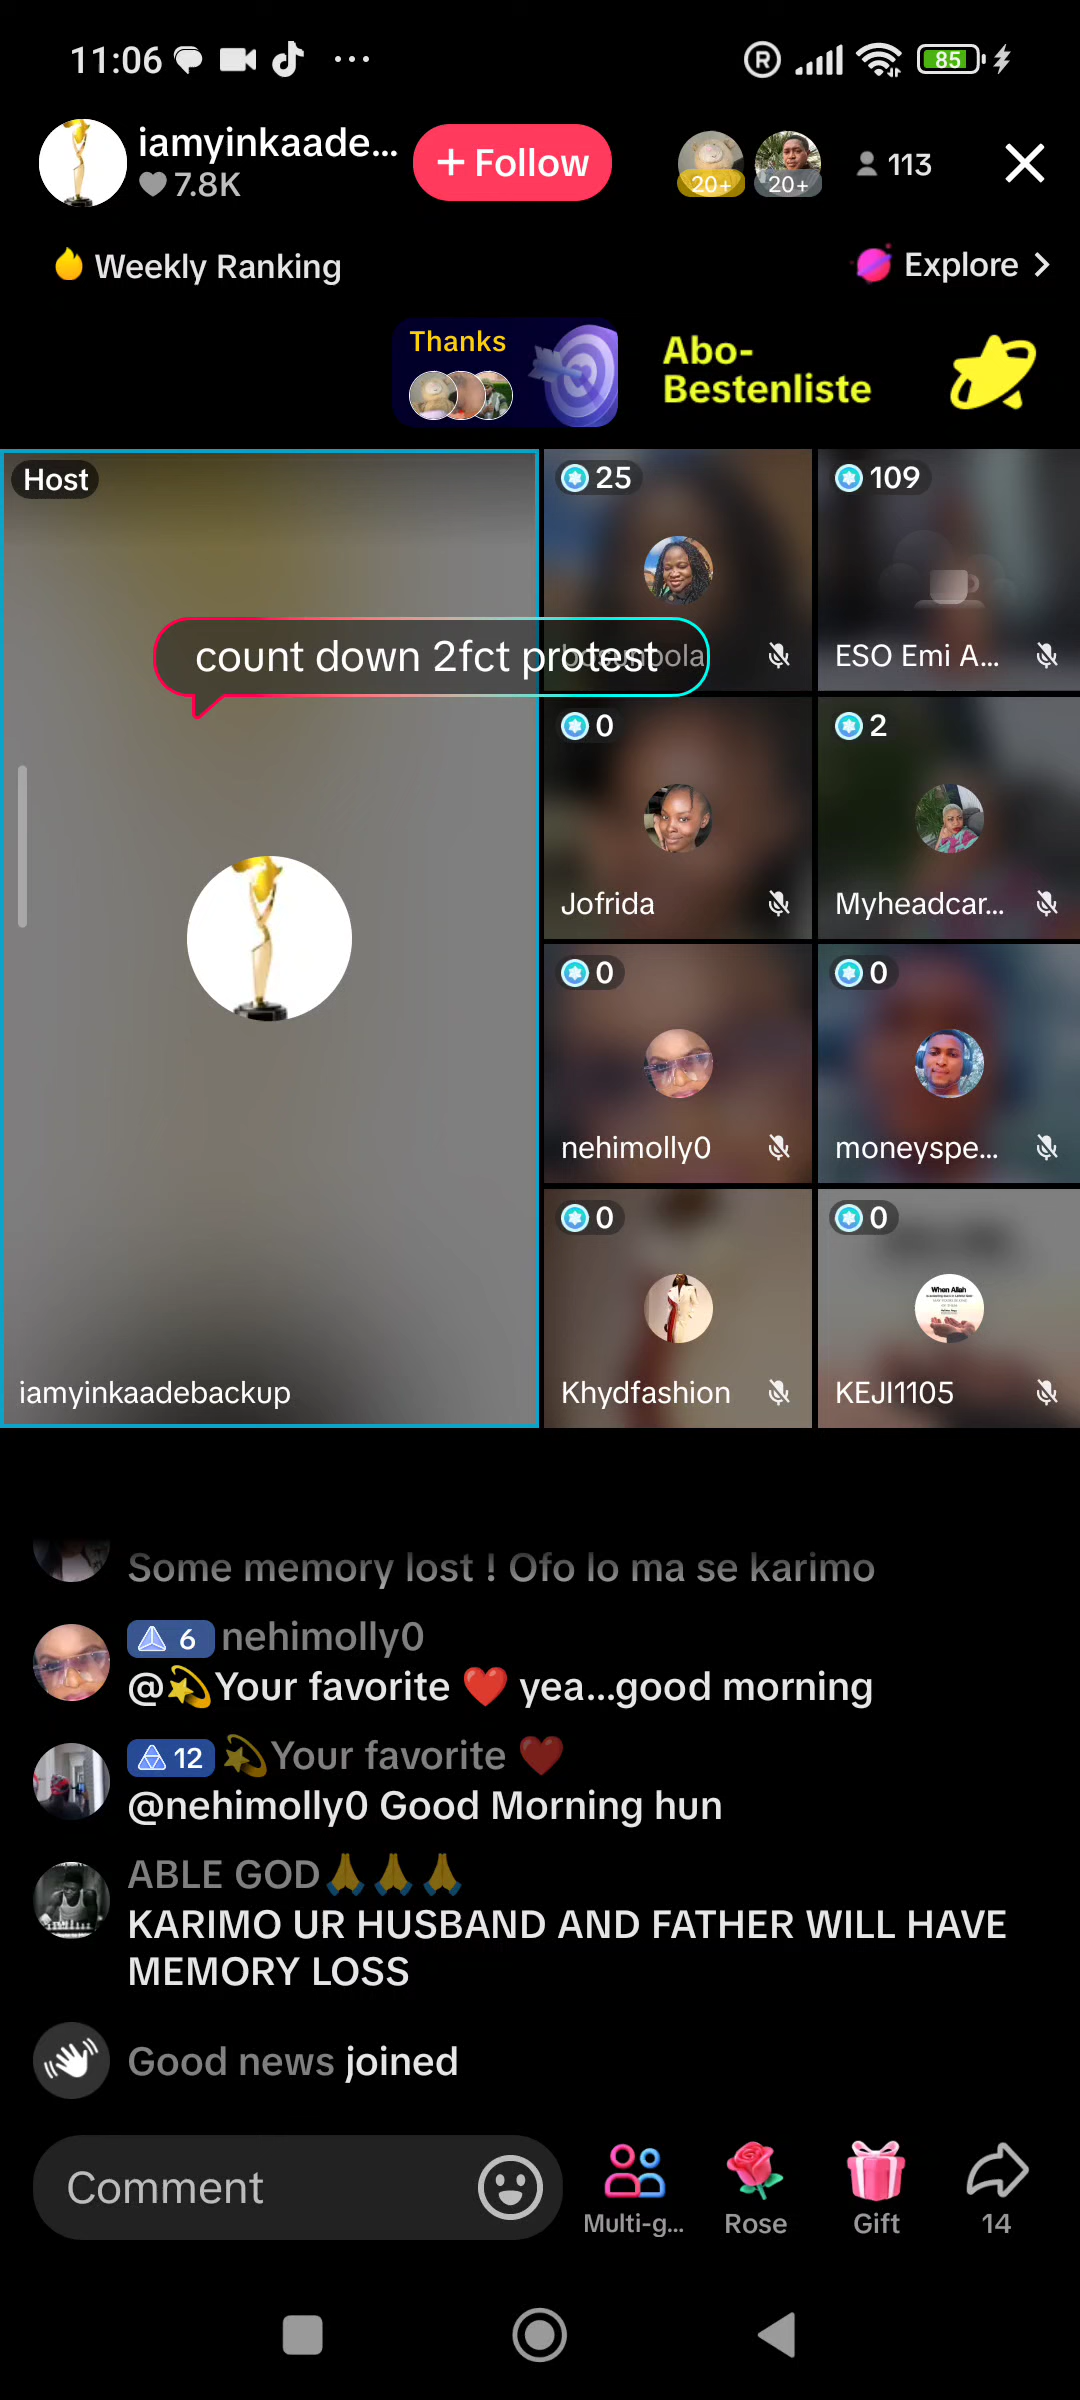 11:06
R
85
iamyinkaade...
7.8K
+ Follow
20+
20+
113
Weekly Ranking
Explore
Thanks
Abo-
Bestenliste
Host
25
109
count down 2fct protest
ESO Emi A...
0
2
Jofrida
Myheadcar...
0
0
nehimolly0
moneyspe...
0
0
When Allah
iamyinkaadebackup
Khydfashion
KEJI1105
Some memory lost ! Ofo lo ma se karimo
6 nehimolly0
@💫Your favorite ❤️ yea...good morning
12 💫Your favorite ❤️
@nehimolly0 Good Morning hun
ABLE GOD🙏🙏🙏
KARIMO UR HUSBAND AND FATHER WILL HAVE
MEMORY LOSS
Good news joined
Comment
Multi-g...
Rose
Gift
14